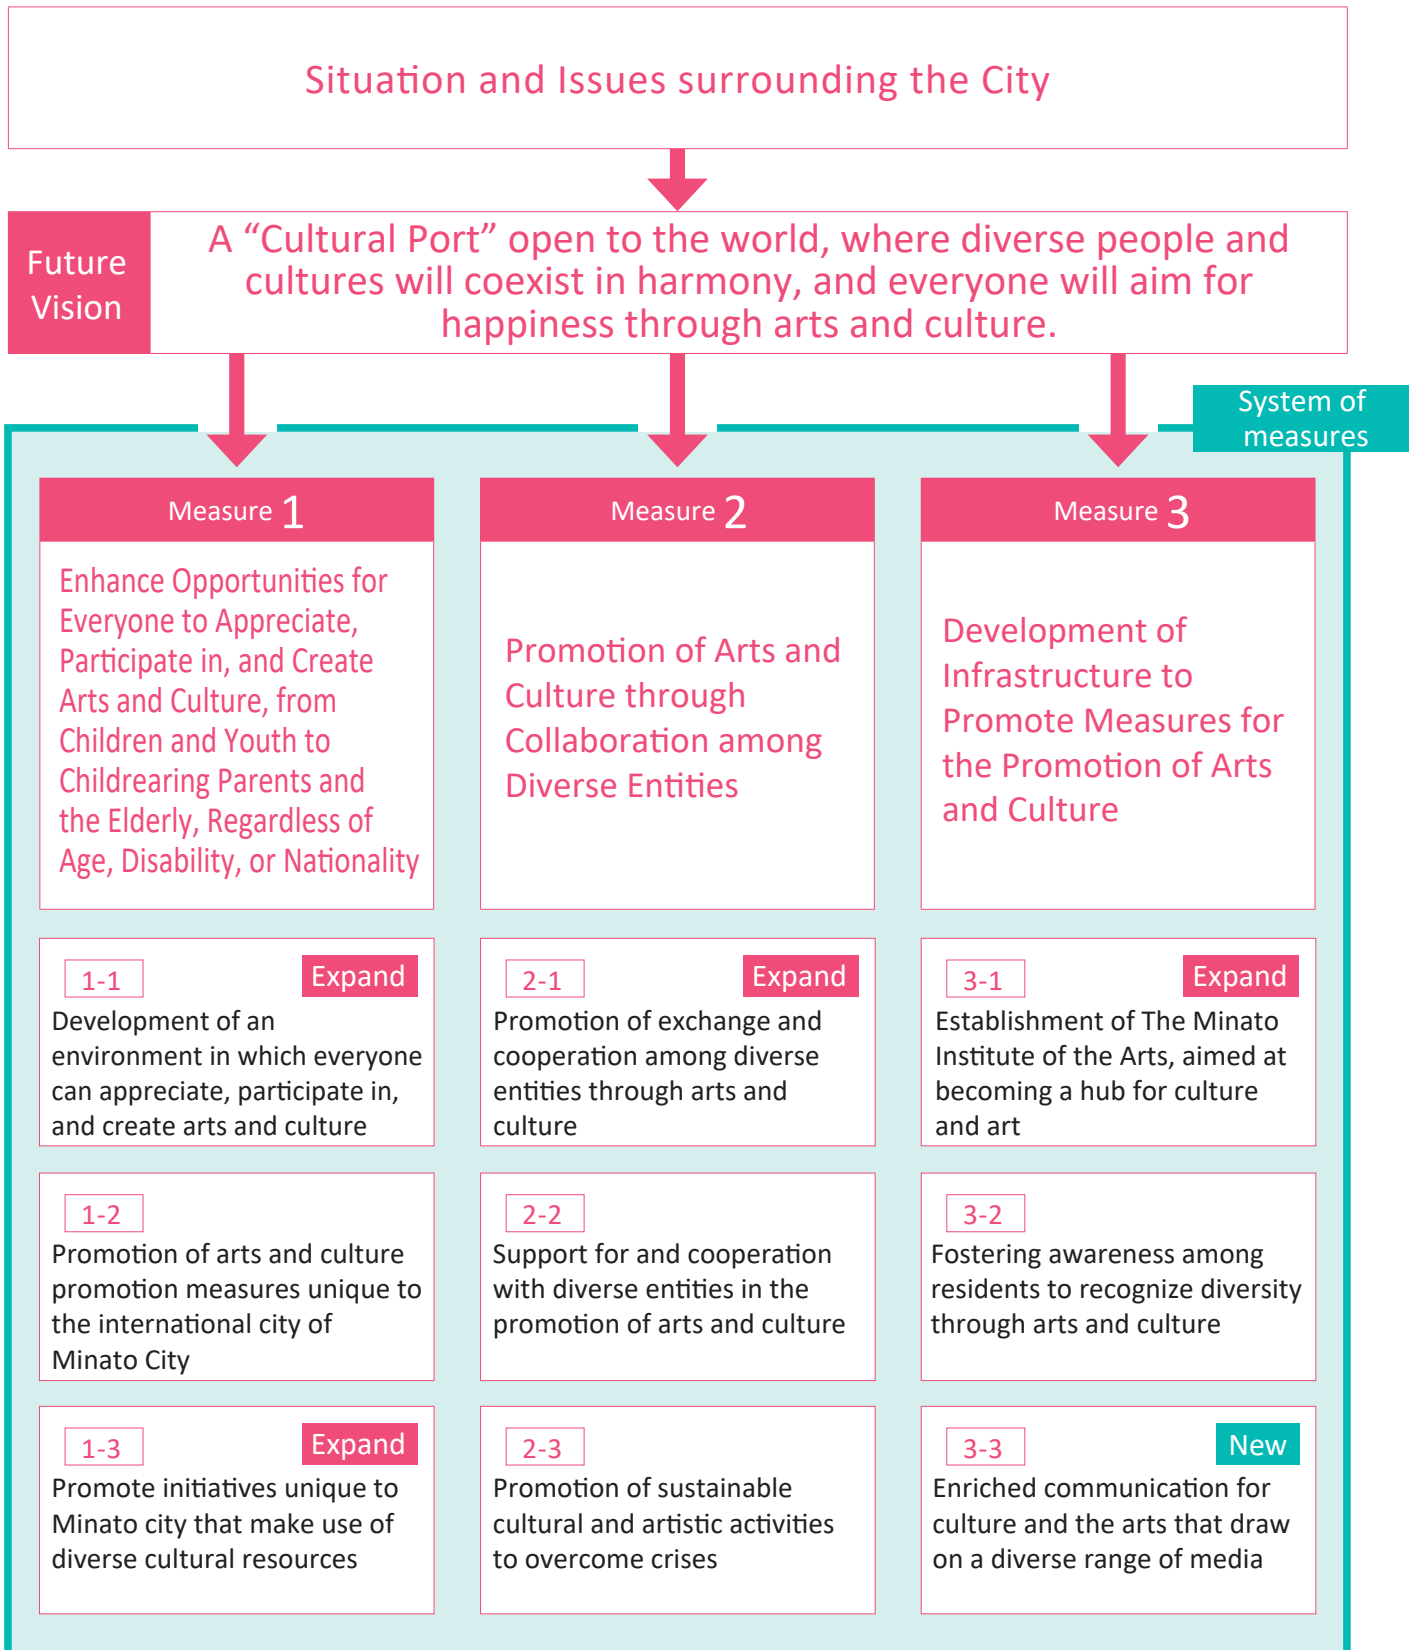 Situation and Issues surrounding the City
Future
Vision
A “Cultural Port” open to the world, where diverse people and
cultures will coexist in harmony, and everyone will aim for
happiness through arts and culture.
System of
measures
Measure 1
Enhance Opportunities for
Everyone to Appreciate,
Participate in, and Create
Arts and Culture, from
Children and Youth to
Childrearing Parents and
the Elderly, Regardless of
Age, Disability, or Nationality
1-1
Expand
Development of an
environment in which everyone
can appreciate, participate in,
and create arts and culture
1-2
Promotion of arts and culture
promotion measures unique to
the international city of
Minato City
1-3
Expand
Promote initiatives unique to
Minato city that make use of
diverse cultural resources
Measure 2
Promotion of Arts and
Culture through
Collaboration among
Diverse Entities
2-1
Expand
Promotion of exchange and
cooperation among diverse
entities through arts and
culture
2-2
Support for and cooperation
with diverse entities in the
promotion of arts and culture
2-3
Promotion of sustainable
cultural and artistic activities
to overcome crises
Measure 3
Development of
Infrastructure to
Promote Measures for
the Promotion of Arts
and Culture
3-1
Expand
Establishment of The Minato
Institute of the Arts, aimed at
becoming a hub for culture
and art
3-2
Fostering awareness among
residents to recognize diversity
through arts and culture
3-3
New
Enriched communication for
culture and the arts that draw
on a diverse range of media